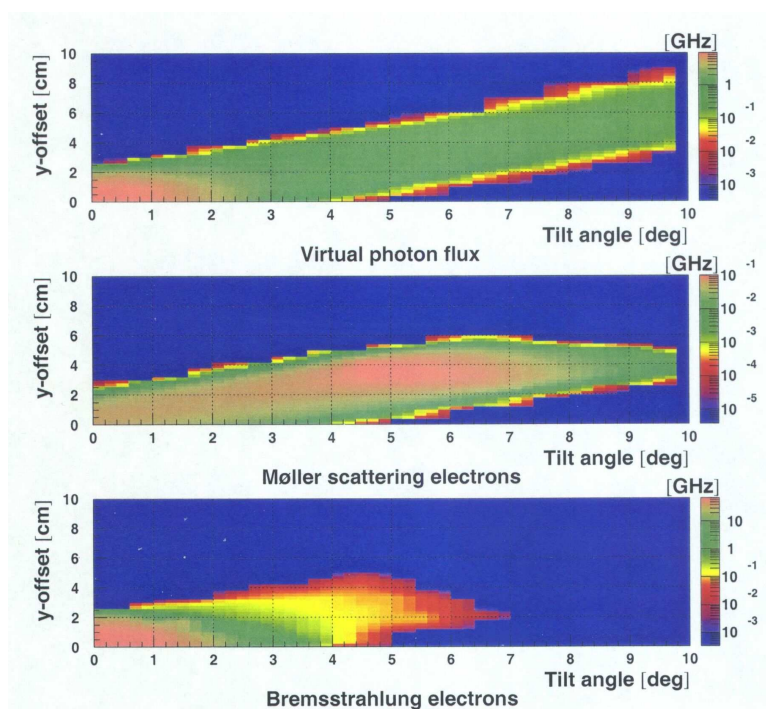 [GHz]
y-offset [cm]
10
8
6
4
2
0
0 1 2 3 4 5 6 7 8 9 10
1
10 -1
10 -2
10 -3
Tilt angle [deg]
Virtual photon flux
[GHz]
y-offset [cm]
10
8
6
4
2
0
0 1 2 3 4 5 6 7 8 9 10
10 -1
10 -2
10 -3
10 -4
10 -5
Tilt angle [deg]
Møller scattering electrons
[GHz]
y-offset [cm]
10
8
6
4
2
0
0 1 2 3 4 5 6 7 8 9 10
10
1
10 -1
10 -2
10 -3
Tilt angle [deg]
Bremsstrahlung electrons